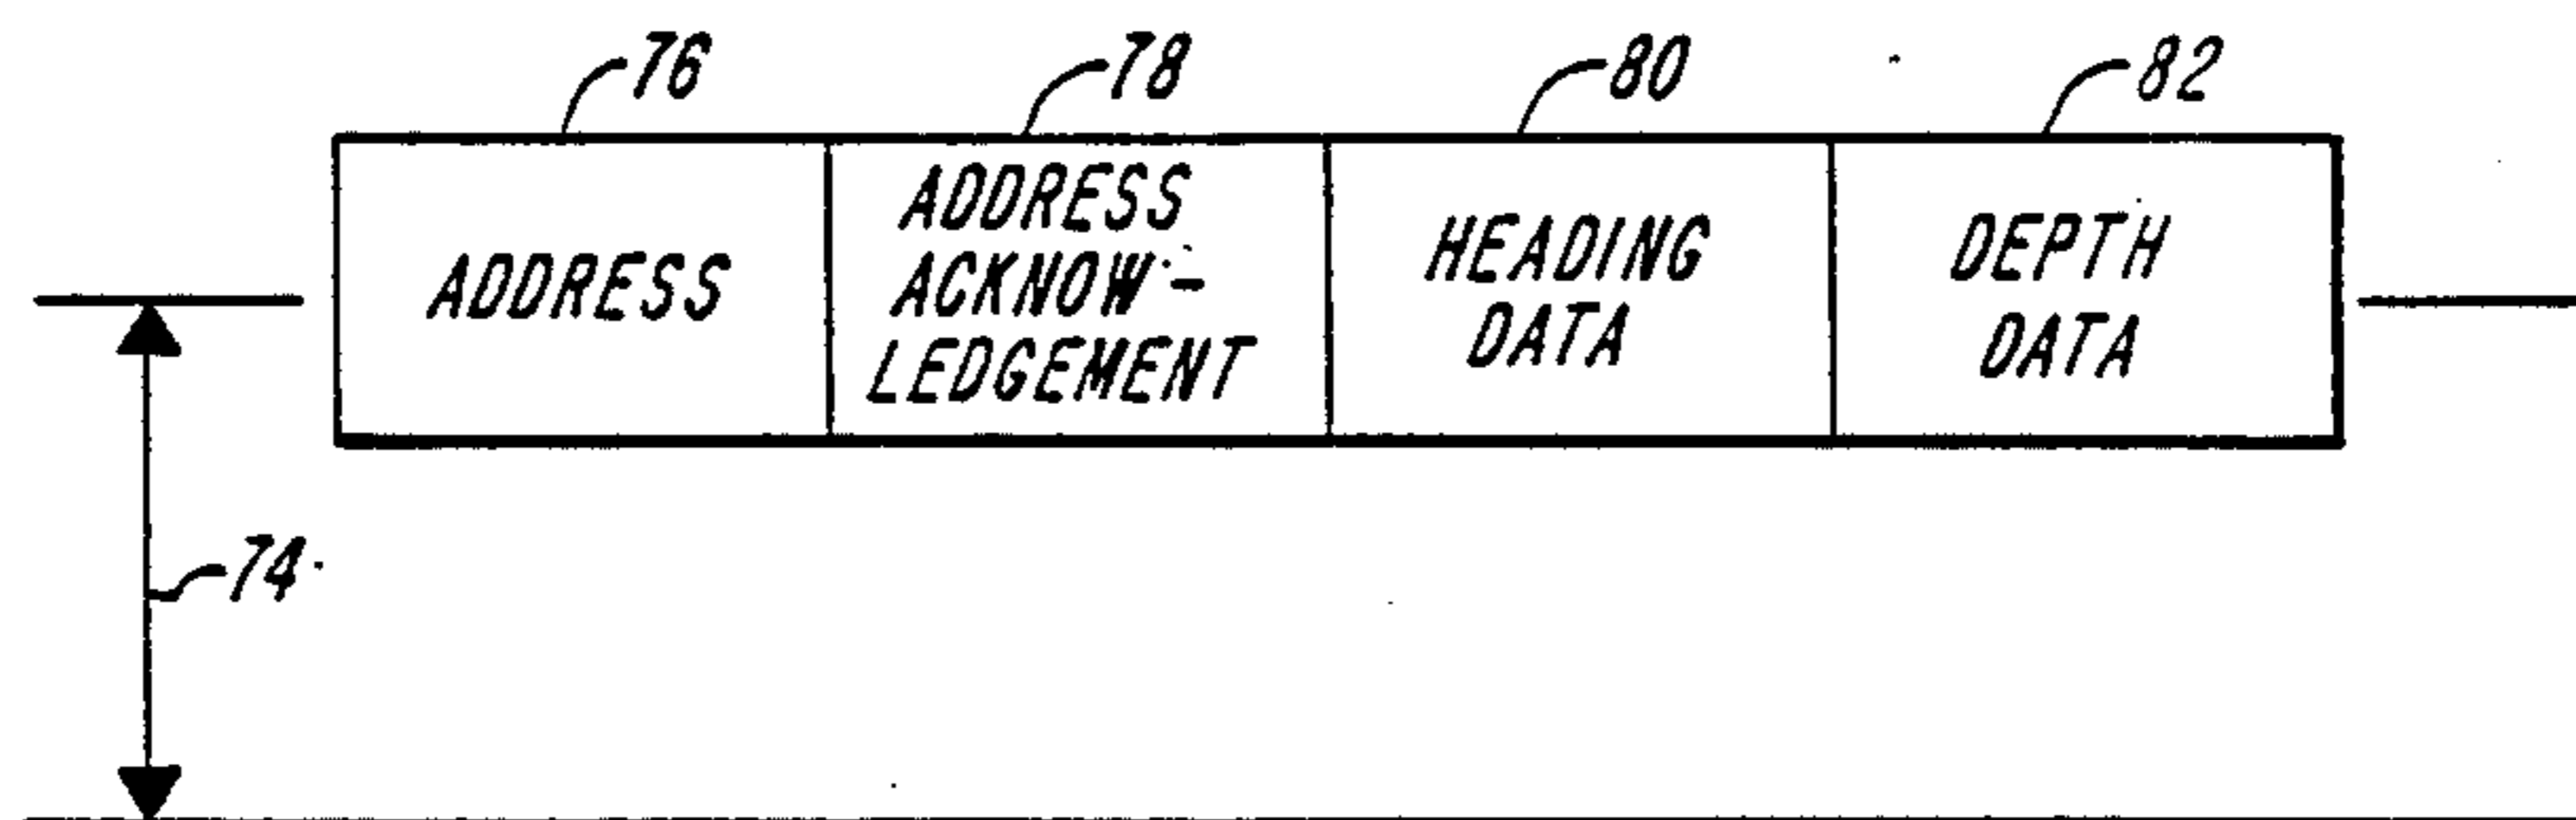 76 78 80 82
ADDRESS
ADDRESS
ACKNOW-
LEDGEMENT
HEADING
DATA
DEPTH
DATA
74